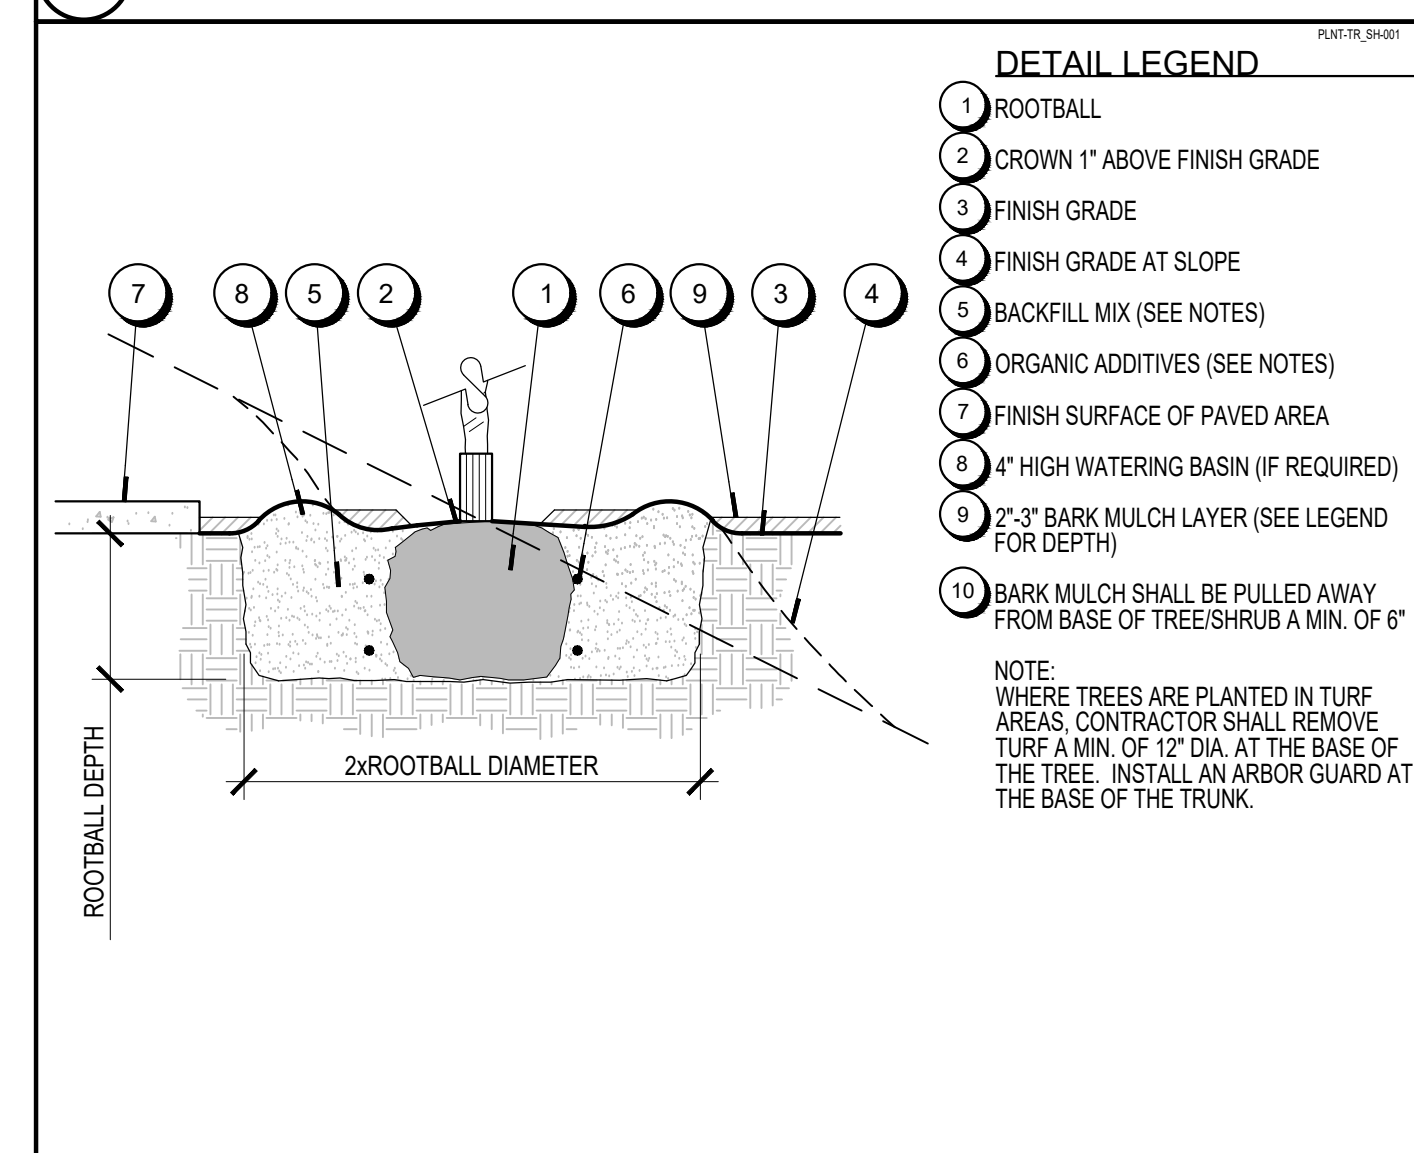 PLNT-TR_SH-001
DETAIL LEGEND
1 ROOTBALL
2 CROWN 1" ABOVE FINISH GRADE
3 FINISH GRADE
4 FINISH GRADE AT SLOPE
5 BACKFILL MIX (SEE NOTES)
6 ORGANIC ADDITIVES (SEE NOTES)
7 FINISH SURFACE OF PAVED AREA
8 4" HIGH WATERING BASIN (IF REQUIRED)
9 2"-3" BARK MULCH LAYER (SEE LEGEND
FOR DEPTH)
10 BARK MULCH SHALL BE PULLED AWAY
FROM BASE OF TREE/SHRUB A MIN. OF 6"
NOTE:
WHERE TREES ARE PLANTED IN TURF
AREAS, CONTRACTOR SHALL REMOVE
TURF A MIN. OF 12" DIA. AT THE BASE OF
THE TREE.  INSTALL AN ARBOR GUARD AT
THE BASE OF THE TRUNK.
7 8 5 2 1 6 9 3 4
2xROOTBALL DIAMETER
ROOTBALL DEPTH